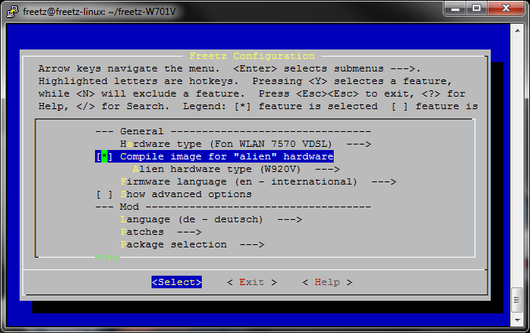 freetz@freetz-linux: ~/freetz-W701V
Freetz Configuration
Arrow keys navigate the menu. <Enter> selects submenus --->.
Highlighted letters are hotkeys. Pressing <Y> selectes a feature,
while <N> will exclude a feature. Press <Esc><Esc> to exit, <?> for
Help, </> for Search. Legend: [*] feature is selected [ ] feature is
--- General ---------------------------------
Hardware type (Fon WLAN 7570 VDSL) --->
[*] Compile image for "alien" hardware
Alien hardware type (W920V) --->
Firmware language (en - international) --->
[ ] Show advanced options
--- Mod -------------------------------------
Language (de - deutsch) --->
Patches --->
Package selection --->
<Select> < Exit > < Help >